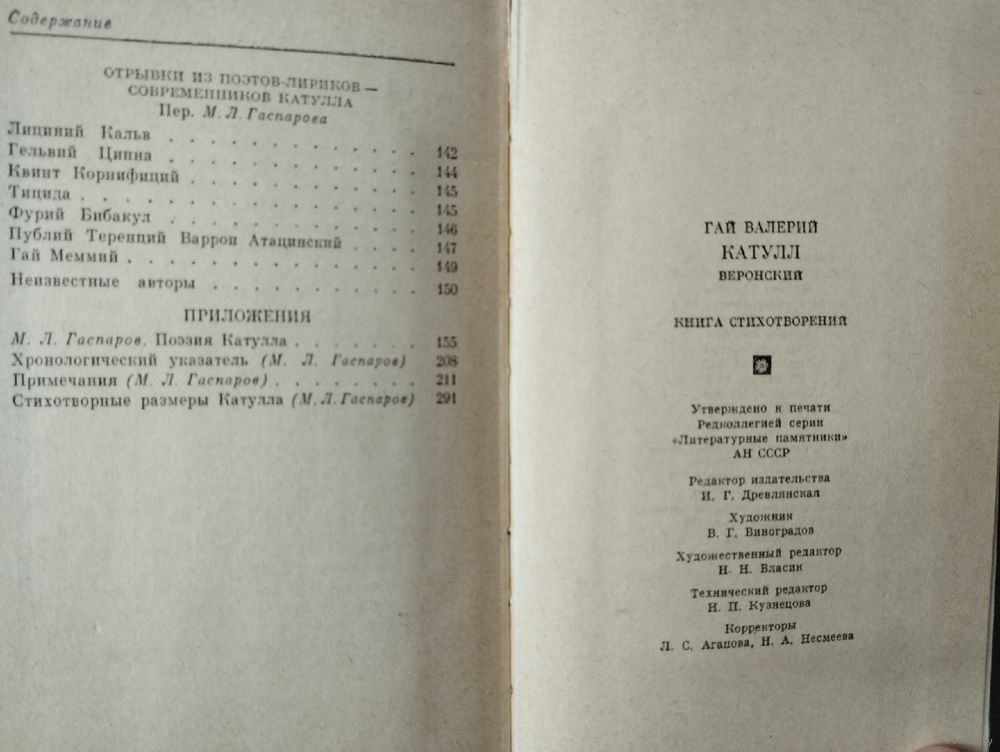 Содержание
ОТРЫВКИ ИЗ ПОЭТОВ-ЛИРИКОВ —
СОВРЕМЕННИКОВ КАТУЛЛА
Пер. М. Л. Гаспарова
Лициний Кальв . . . . . . . . . . . 142
Гельвий Цинна . . . . . . . . . . . 144
Квинт Корнифиций . . . . . . . . . . 145
Тицида . . . . . . . . . . . . . . 145
Фурий Бибакул . . . . . . . . . . . 146
Публий Теренций Варрон Атацинский . . . 147
Гай Меммий . . . . . . . . . . . . 149
Неизвестные авторы . . . . . . . . . 150
ПРИЛОЖЕНИЯ
М. Л. Гаспаров. Поэзия Катулла . . . . . 155
Хронологический указатель (М. Л. Гаспаров) 208
Примечания (М. Л. Гаспаров) . . . . . . . 211
Стихотворные размеры Катулла (М. Л. Гаспаров) 291
ГАЙ ВАЛЕРИЙ
КАТУЛЛ
ВЕРОНСКИЙ
КНИГА СТИХОТВОРЕНИЙ
Утверждено к печати
Редколлегией серии
«Литературные памятники»
АН СССР
Редактор издательства
И. Г. Древлянская
Художник
В. Г. Виноградов
Художественный редактор
Н. Н. Власик
Технический редактор
Н. П. Кузнецова
Корректоры
Л. С. Агапова, Н. А. Несмеева